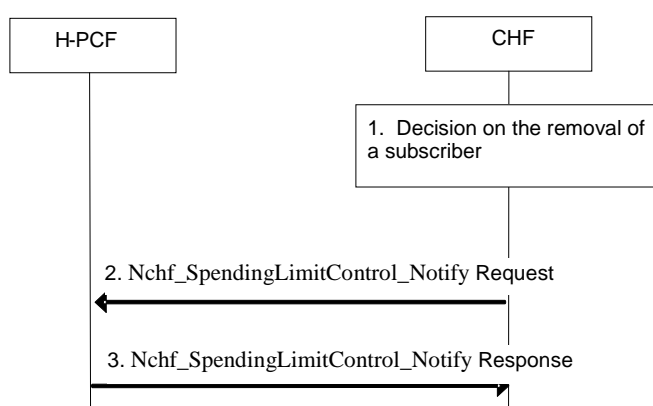 H-PCF
CHF
1. Decision on the removal of
a subscriber
2. Nchf_SpendingLimitControl_Notify Request
3. Nchf_SpendingLimitControl_Notify Response